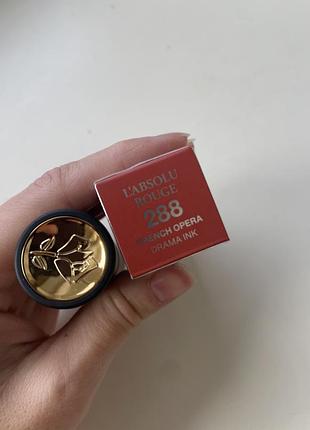 L'ABSOLU
ROUGE
288
FRENCH OPERA
DRAMA INK